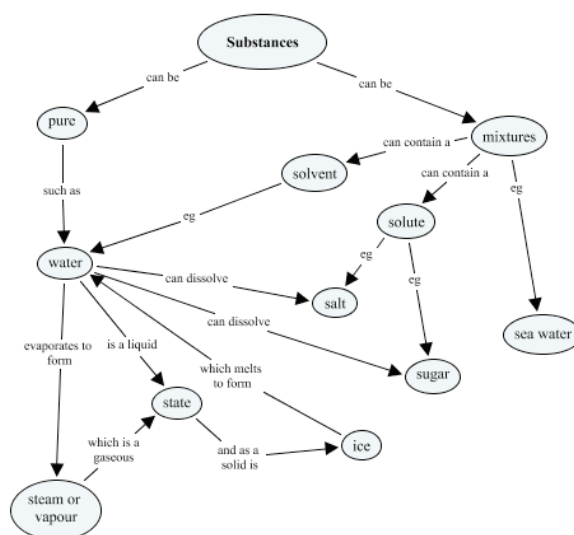 Substances
can be
can be
pure
mixtures
can contain a
solvent
can contain a
such as
eg
eg
solute
water
eg
eg
can dissolve
salt
can dissolve
sea water
evaporates to
form
is a liquid
which melts
to form
sugar
state
which is a
gaseous
and as a
solid is
ice
steam or
vapour